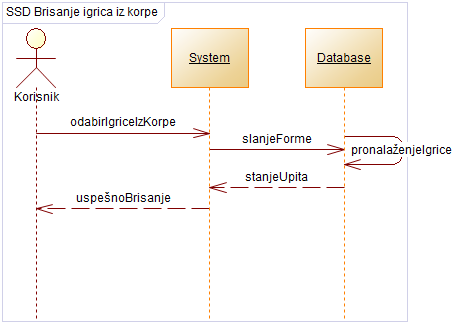 SSD Brisanje igrica iz korpe
System
Database
Korisnik
odabirIgriceIzKorpe
slanjeForme
pronalaženjeIgrice
stanjeUpita
uspešnoBrisanje